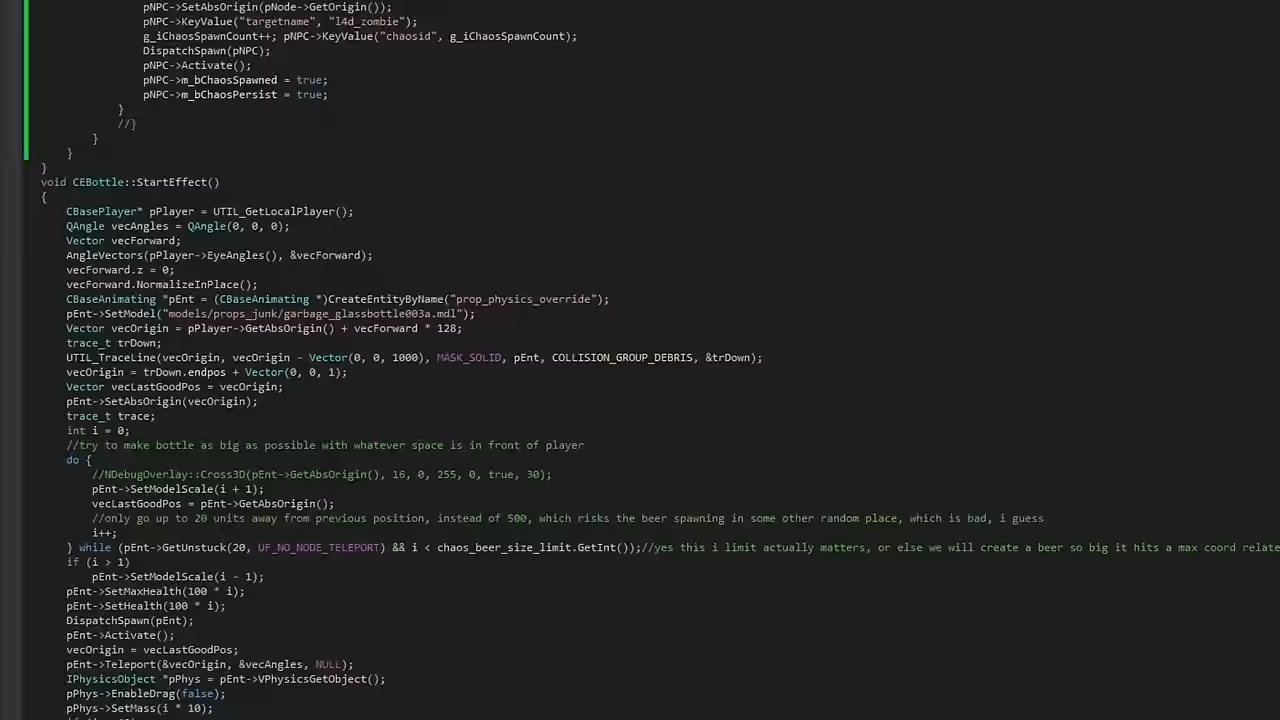 pNPC->SetAbsOrigin(pNode->GetOrigin());
pNPC->KeyValue("targetname", "l4d_zombie");
g_iChaosSpawnCount++; pNPC->KeyValue("chaosid", g_iChaosSpawnCount);
DispatchSpawn(pNPC);
pNPC->Activate();
pNPC->m_bChaosSpawned = true;
pNPC->m_bChaosPersist = true;
}
//}
}
}
}
void CEBottle::StartEffect()
{
CBasePlayer* pPlayer = UTIL_GetLocalPlayer();
QAngle vecAngles = QAngle(0, 0, 0);
Vector vecForward;
AngleVectors(pPlayer->EyeAngles(), &vecForward);
vecForward.z = 0;
vecForward.NormalizeInPlace();
CBaseAnimating *pEnt = (CBaseAnimating *)CreateEntityByName("prop_physics_override");
pEnt->SetModel("models/props_junk/garbage_glassbottle003a.mdl");
Vector vecOrigin = pPlayer->GetAbsOrigin() + vecForward * 128;
trace_t trDown;
UTIL_TraceLine(vecOrigin, vecOrigin - Vector(0, 0, 1000), MASK_SOLID, pEnt, COLLISION_GROUP_DEBRIS, &trDown);
vecOrigin = trDown.endpos + Vector(0, 0, 1);
Vector vecLastGoodPos = vecOrigin;
pEnt->SetAbsOrigin(vecOrigin);
trace_t trace;
int i = 0;
//try to make bottle as big as possible with whatever space is in front of player
do {
//NDebugOverlay::Cross3D(pEnt->GetAbsOrigin(), 16, 0, 255, 0, true, 30);
pEnt->SetModelScale(i + 1);
vecLastGoodPos = pEnt->GetAbsOrigin();
//only go up to 20 units away from previous position, instead of 500, which risks the beer spawning in some other random place, which is bad, i guess
i++;
} while (pEnt->GetUnstuck(20, UF_NO_NODE_TELEPORT) && i < chaos_beer_size_limit.GetInt());//yes this i limit actually matters, or else we will create a beer so big it hits a max coord relate
if (i > 1)
pEnt->SetModelScale(i - 1);
pEnt->SetMaxHealth(100 * i);
pEnt->SetHealth(100 * i);
DispatchSpawn(pEnt);
pEnt->Activate();
vecOrigin = vecLastGoodPos;
pEnt->Teleport(&vecOrigin, &vecAngles, NULL);
IPhysicsObject *pPhys = pEnt->VPhysicsGetObject();
pPhys->EnableDrag(false);
pPhys->SetMass(i * 10);